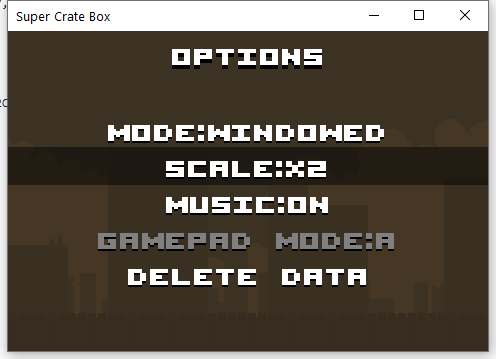 Super Crate Box
OPTIONS
MODE:WINDOWED
SCALE:X2
MUSIC:ON
GAMEPAD MODE:A
DELETE DATA